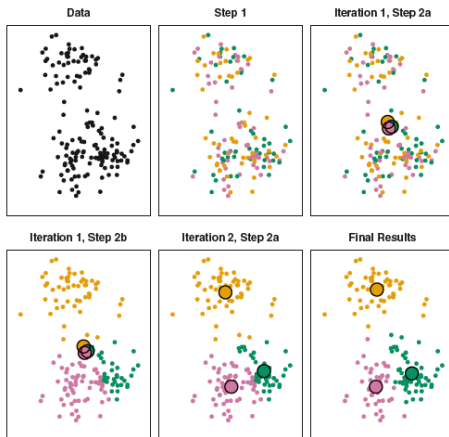 Data
Step 1
Iteration 1, Step 2a
Iteration 1, Step 2b
Iteration 2, Step 2a
Final Results